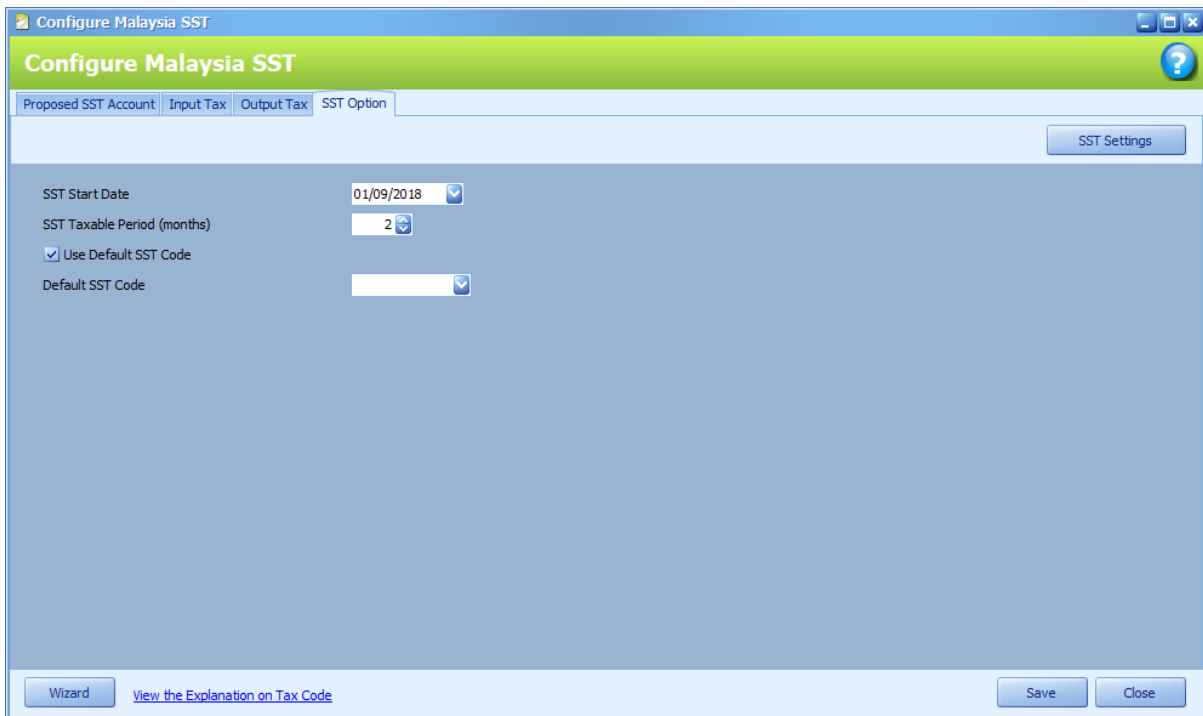 Configure Malaysia SST
Configure Malaysia SST
?
Proposed SST Account Input Tax Output Tax SST Option
SST Settings
SST Start Date 01/09/2018
SST Taxable Period (months) 2
Use Default SST Code
Default SST Code
Wizard View the Explanation on Tax Code Save Close